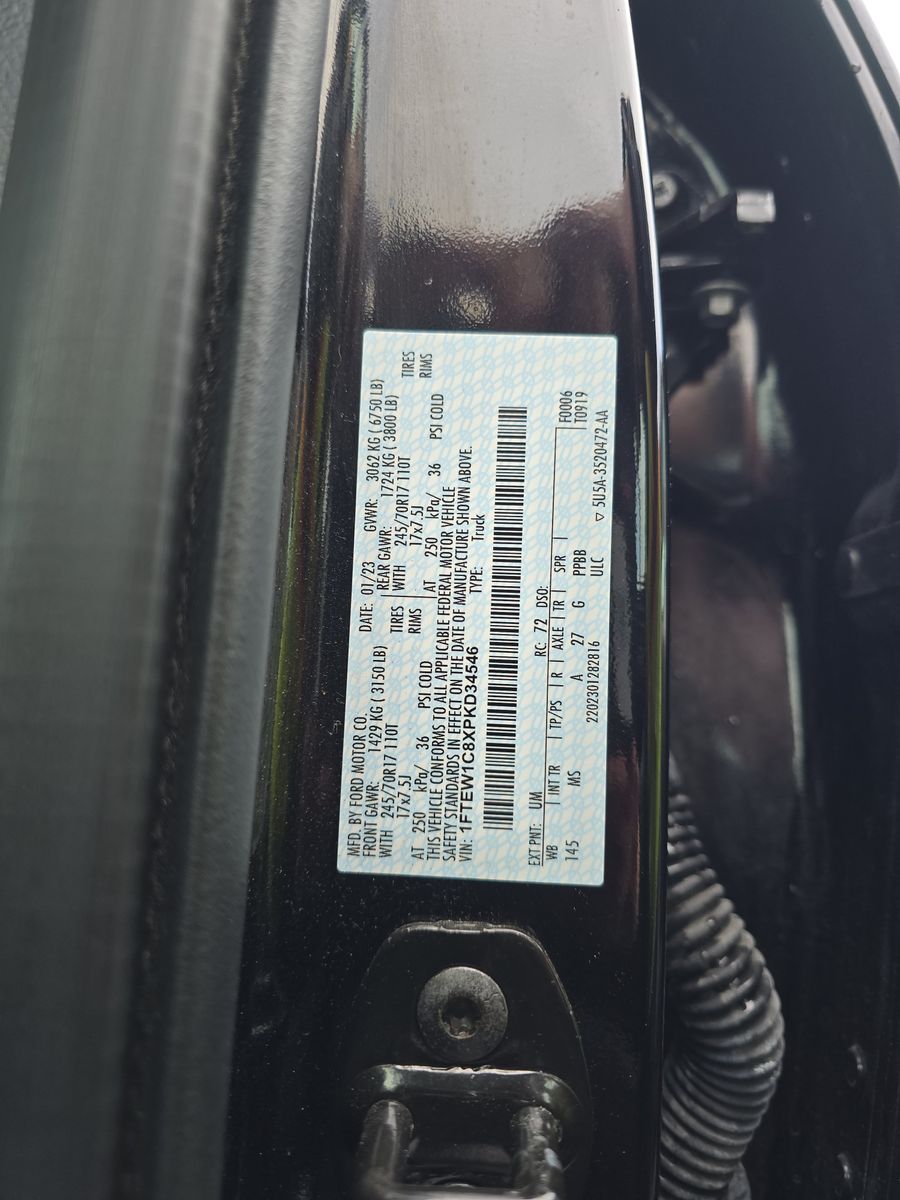 MFD. BY FORD MOTOR CO.
DATE: 01/23 GVWR: 3062 KG ( 6750 LB)
FRONT GAWR: 1429 KG ( 3150 LB) REAR GAWR: 1724 KG ( 3800 LB)
WITH 245/70R17 110T TIRES WITH 245/70R17 110T TIRES
17x7.5J RIMS 17x7.5J RIMS
AT 250 kPa/ 36 PSI COLD AT 250 kPa/ 36 PSI COLD
THIS VEHICLE CONFORMS TO ALL APPLICABLE FEDERAL MOTOR VEHICLE
SAFETY STANDARDS IN EFFECT ON THE DATE OF MANUFACTURE SHOWN ABOVE.
VIN: 1FTEW1C8XPKD34546 TYPE: Truck
EXT PNT: UM RC: 72 DSO: F0006
WB INT TR TP/PS R AXLE TR SPR T0919
145 MS A 27 G PPBB
2202301282816 ULC ▽ 5U5A-3520472-AA